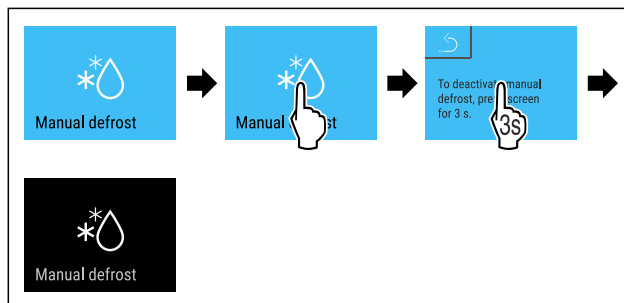 Manual defrost
Manual st
To deactivat manual
defrost, pre screen
for 3 s.
3s
Manual defrost